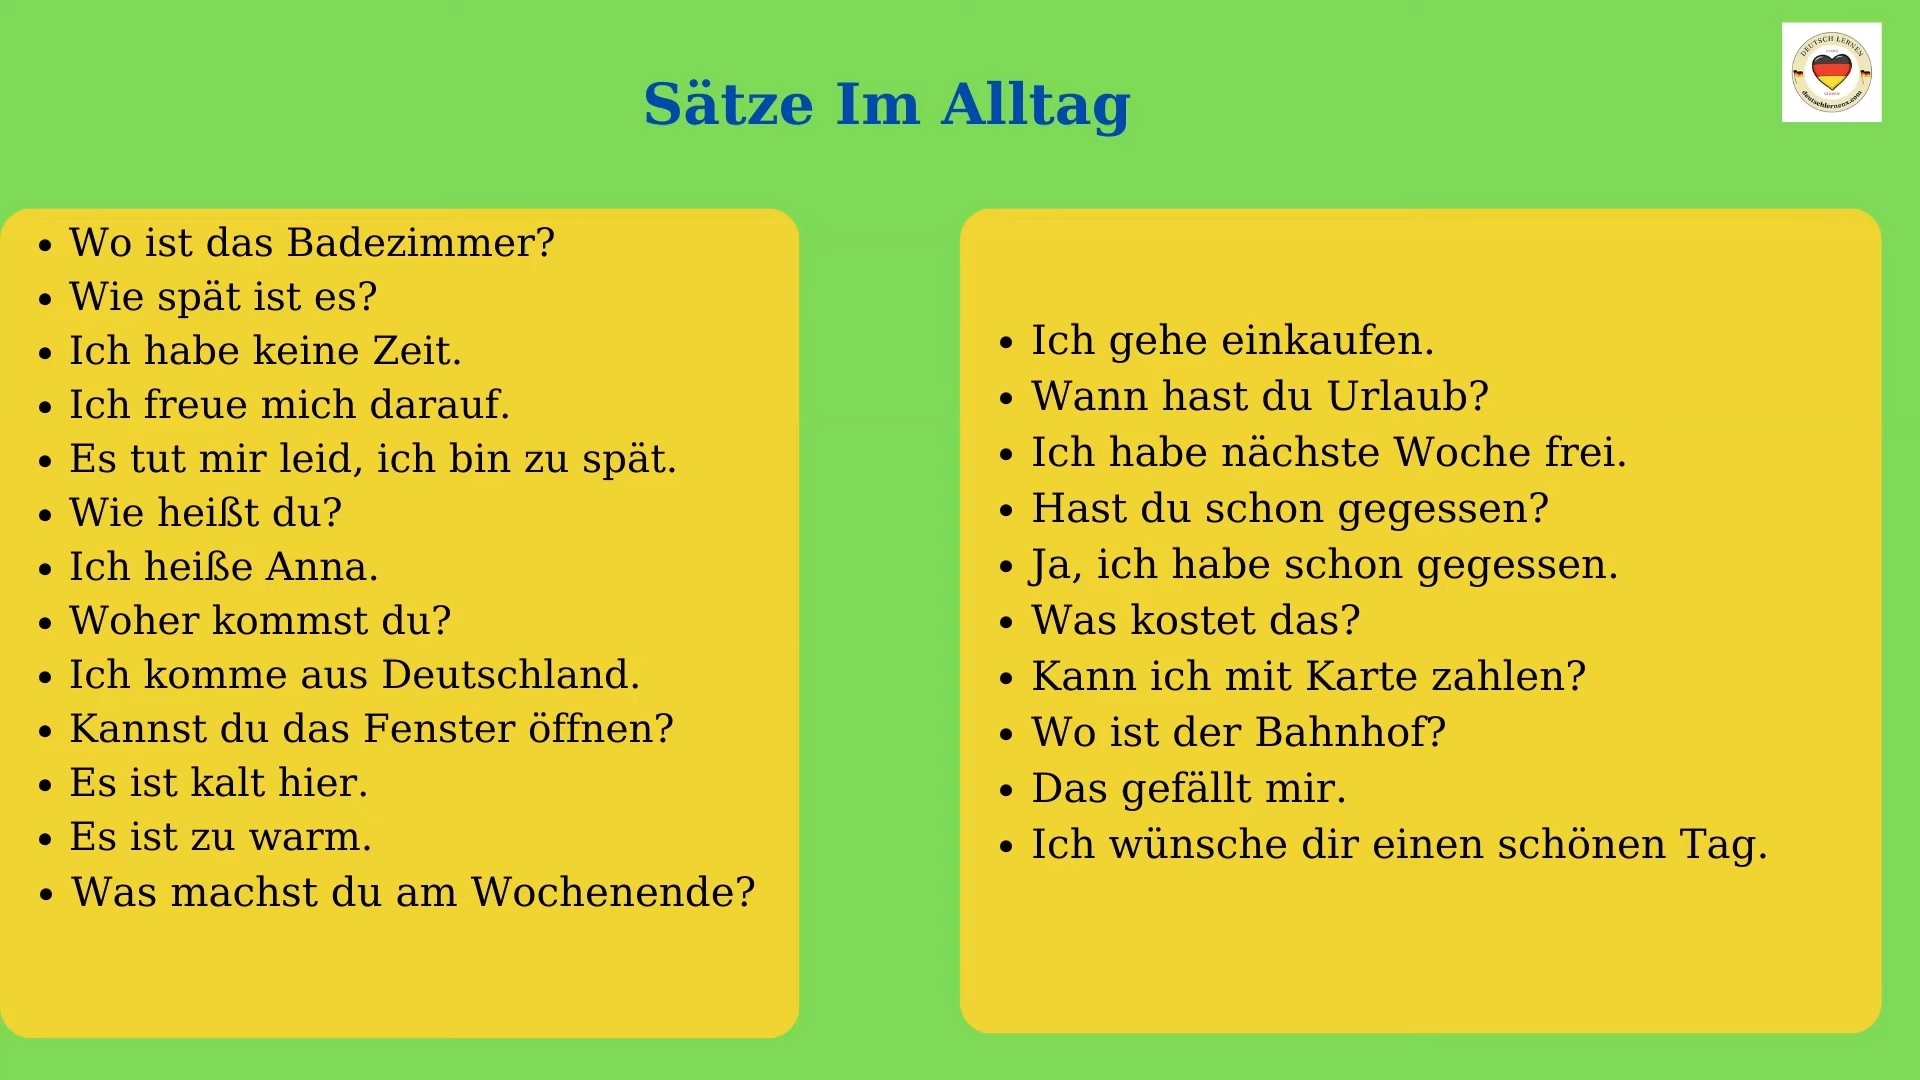 Sätze Im Alltag
DEUTSCH LERNEN
deutschlernenx.com
• Wo ist das Badezimmer?
• Wie spät ist es?
• Ich habe keine Zeit.
• Ich freue mich darauf.
• Es tut mir leid, ich bin zu spät.
• Wie heißt du?
• Ich heiße Anna.
• Woher kommst du?
• Ich komme aus Deutschland.
• Kannst du das Fenster öffnen?
• Es ist kalt hier.
• Es ist zu warm.
• Was machst du am Wochenende?
• Ich gehe einkaufen.
• Wann hast du Urlaub?
• Ich habe nächste Woche frei.
• Hast du schon gegessen?
• Ja, ich habe schon gegessen.
• Was kostet das?
• Kann ich mit Karte zahlen?
• Wo ist der Bahnhof?
• Das gefällt mir.
• Ich wünsche dir einen schönen Tag.